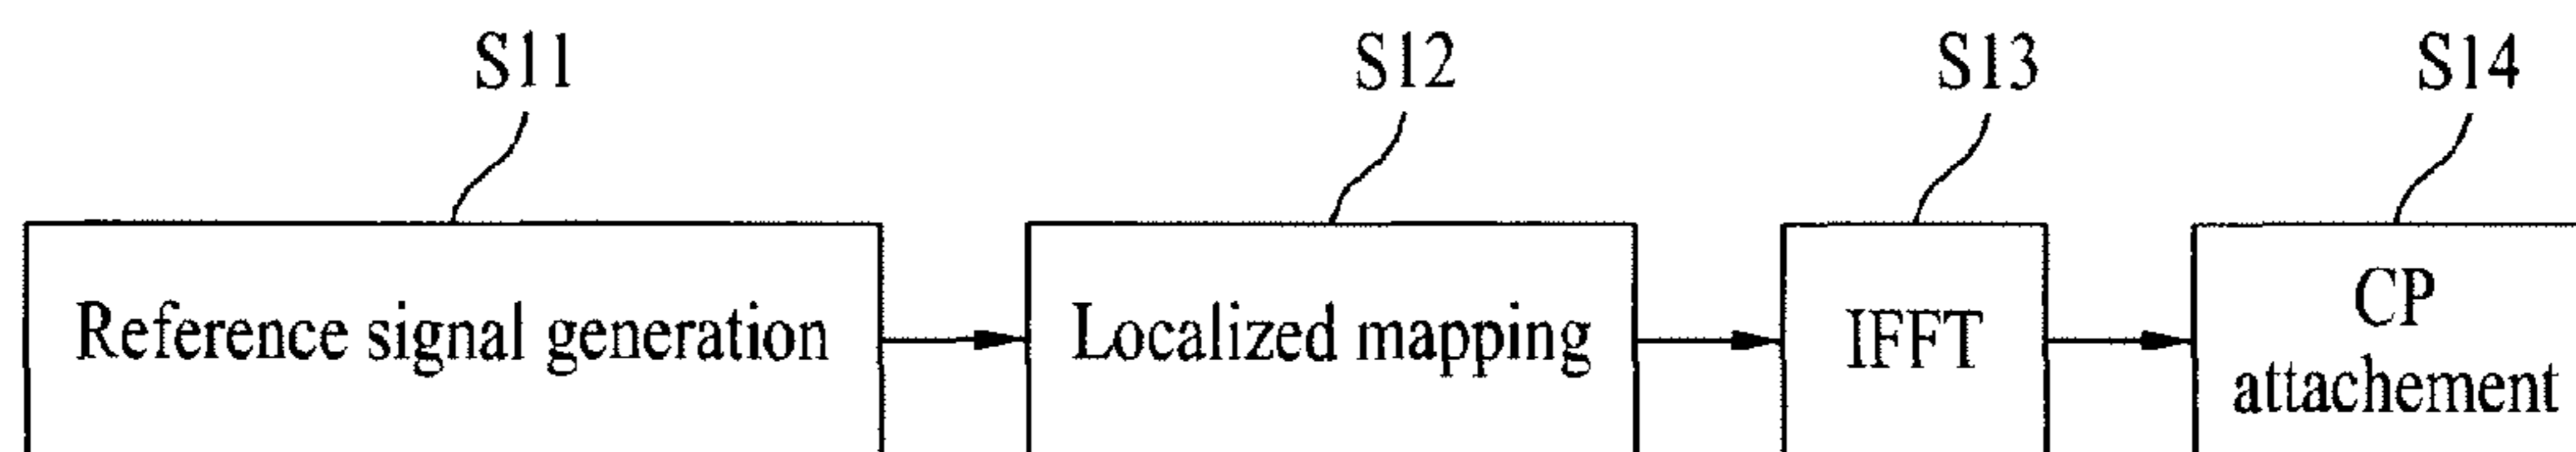 S11
S12
S13
S14
Reference signal generation
Localized mapping
IFFT
CP
attachement